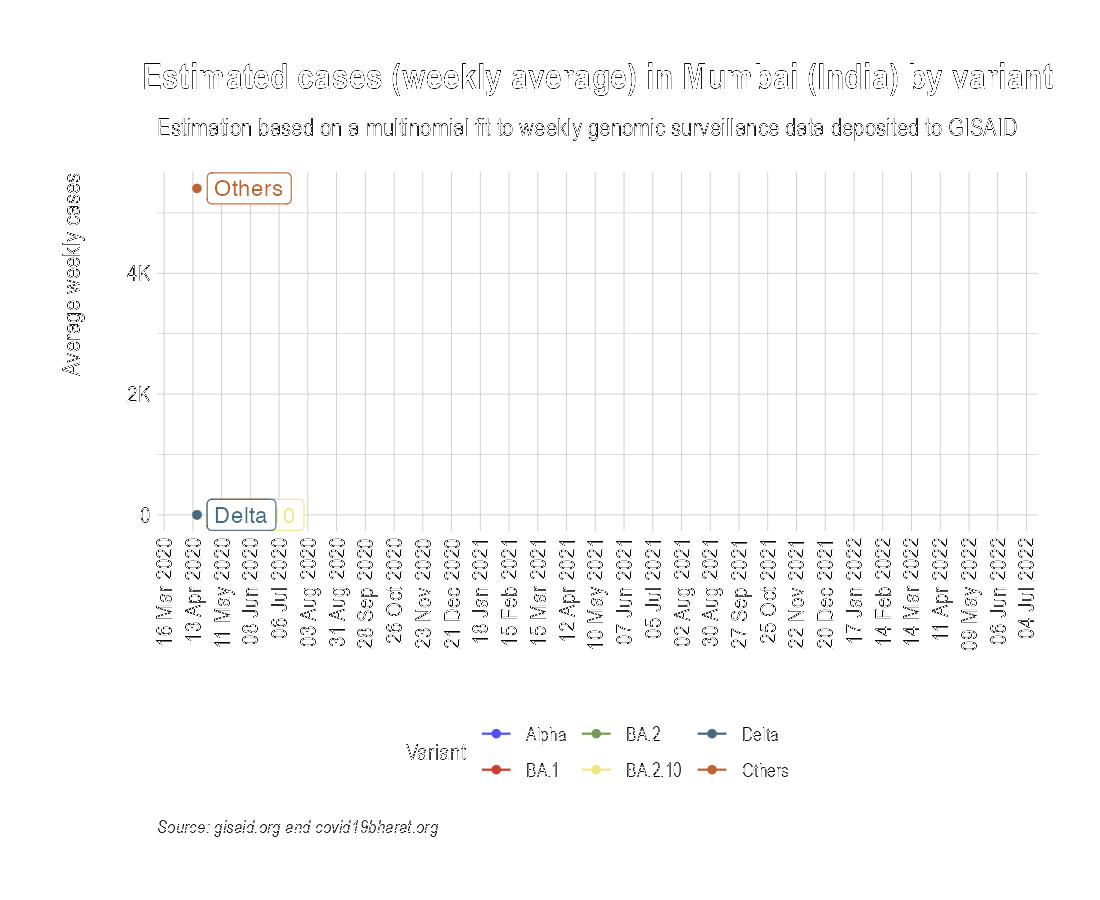 Estimated cases (weekly average) in Mumbai (India) by variant
Estimation based on a multinomial fit to weekly genomic surveillance data deposited to GISAID
Average weekly cases
Others
4K
2K
0
Delta
0
16 Mar 2020
13 Apr 2020
11 May 2020
08 Jun 2020
06 Jul 2020
03 Aug 2020
31 Aug 2020
28 Sep 2020
26 Oct 2020
23 Nov 2020
21 Dec 2020
18 Jan 2021
15 Feb 2021
15 Mar 2021
12 Apr 2021
10 May 2021
07 Jun 2021
05 Jul 2021
02 Aug 2021
30 Aug 2021
27 Sep 2021
25 Oct 2021
22 Nov 2021
20 Dec 2021
17 Jan 2022
14 Feb 2022
14 Mar 2022
11 Apr 2022
09 May 2022
06 Jun 2022
04 Jul 2022
Variant
Alpha
BA.2
Delta
BA.1
BA.2.10
Others
Source: gisaid.org and covid19bharat.org